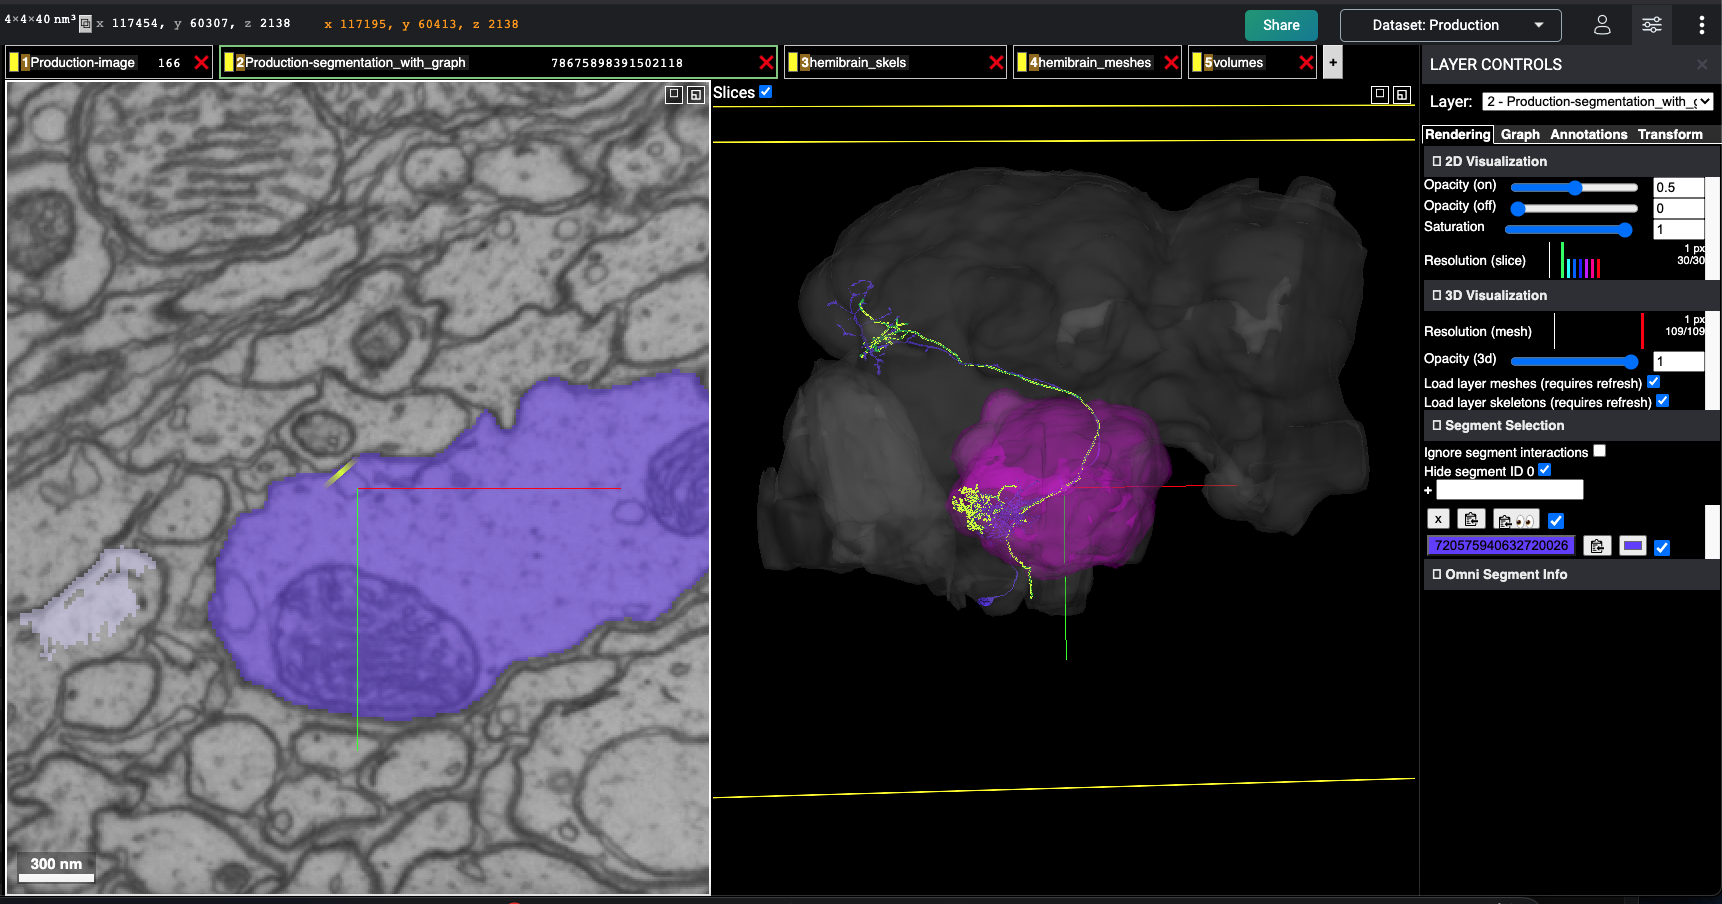 4×4×40 nm³ x 117454, y 60307, z 2138 x 117195, y 60413, z 2138
Share
Dataset: Production
1Production-image 166
2Production-segmentation_with_graph 78675898391502118
3hemibrain_skels
4hemibrain_meshes
5volumes
+
Slices
300 nm
LAYER CONTROLS
Layer: 2 - Production-segmentation_with_g
Rendering Graph Annotations Transform
2D Visualization
Opacity (on) 0.5
Opacity (off) 0
Saturation 1
Resolution (slice) 1 px 30/30
3D Visualization
Resolution (mesh) 1 px 109/109
Opacity (3d) 1
Load layer meshes (requires refresh)
Load layer skeletons (requires refresh)
Segment Selection
Ignore segment interactions
Hide segment ID 0
+
x
720575940632720026
Omni Segment Info